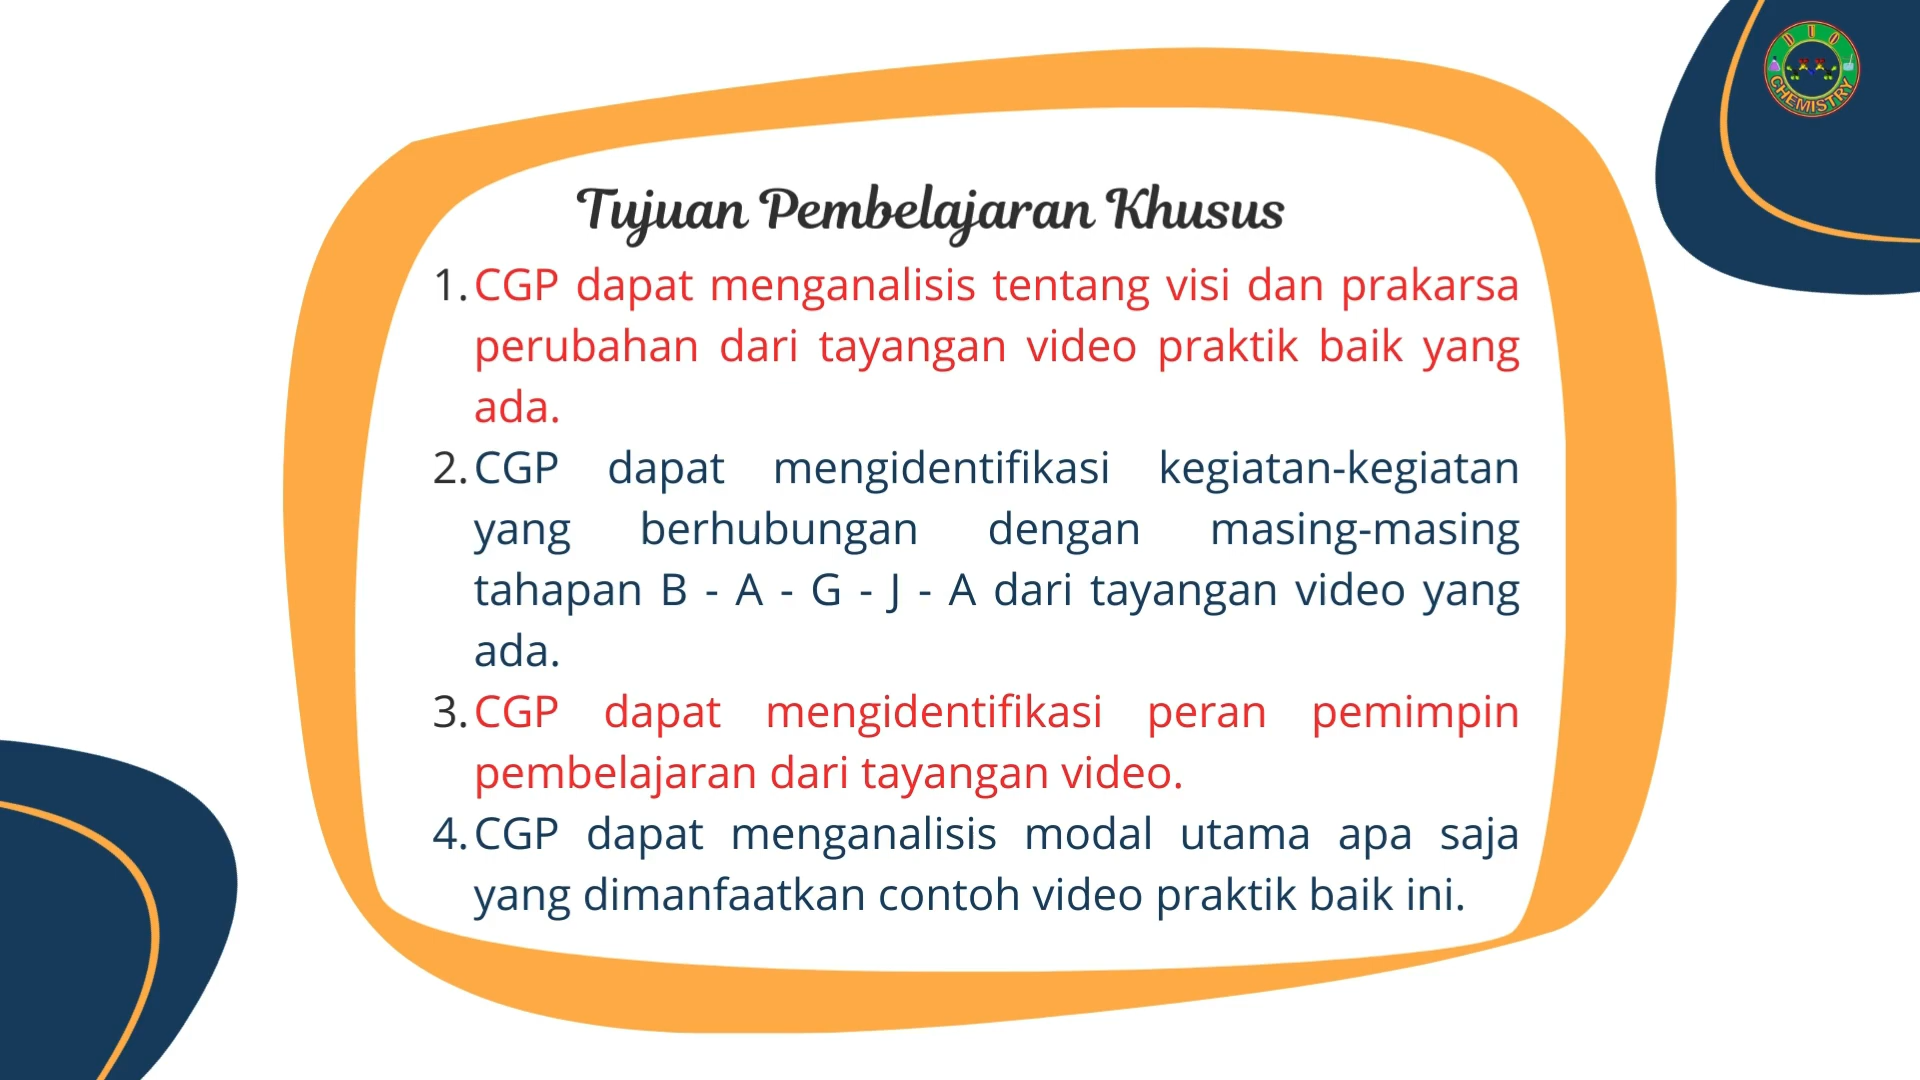 DUO
CHEMISTRY
Tujuan Pembelajaran Khusus
1. CGP dapat menganalisis tentang visi dan prakarsa
perubahan dari tayangan video praktik baik yang
ada.
2. CGP dapat mengidentifikasi kegiatan-kegiatan
yang berhubungan dengan masing-masing
tahapan B - A - G - J - A dari tayangan video yang
ada.
3. CGP dapat mengidentifikasi peran pemimpin
pembelajaran dari tayangan video.
4. CGP dapat menganalisis modal utama apa saja
yang dimanfaatkan contoh video praktik baik ini.